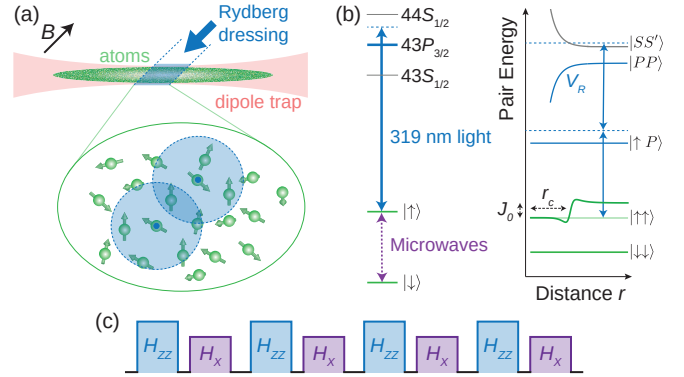 (a)
B
Rydberg
dressing
atoms
dipole trap
(b)
44S1/2
43P3/2
43S1/2
319 nm light
|↑⟩
Microwaves
|↓⟩
Pair Energy
|SS′⟩
|PP⟩
VR
|↑ P⟩
rc
J0
|↑↑⟩
|↓↓⟩
Distance r
(c)
HZZ HX HZZ HX HZZ HX HZZ HX